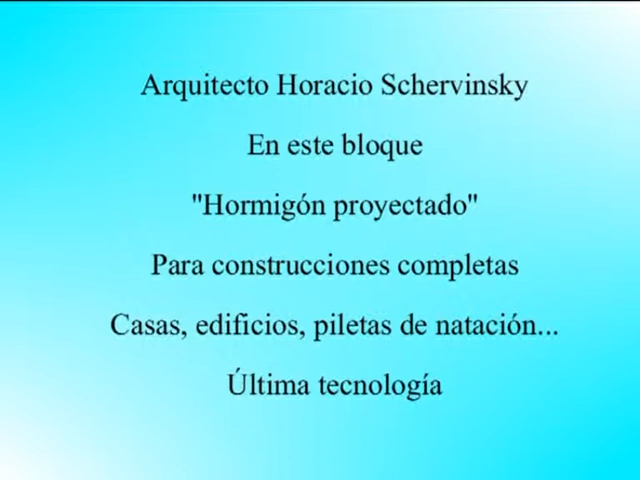 Arquitecto Horacio Schervinsky
En este bloque
"Hormigón proyectado"
Para construcciones completas
Casas, edificios, piletas de natación...
Última tecnología